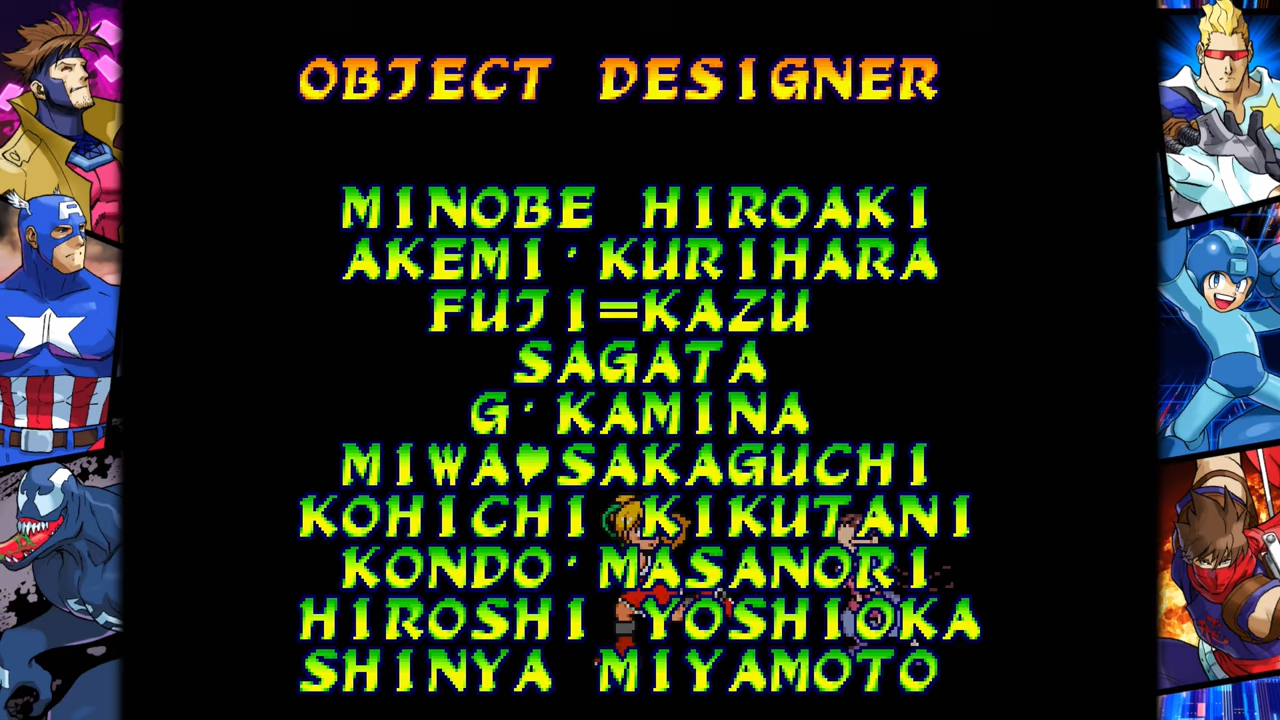 OBJECT DESIGNER
MINOBE HIROAKI
AKEMI·KURIHARA
FUJI=KAZU
SAGATA
G·KAMINA
MIWA♥SAKAGUCHI
KOHICHI KIKUTANI
KONDO·MASANORI
HIROSHI YOSHIOKA
SHINYA MIYAMOTO